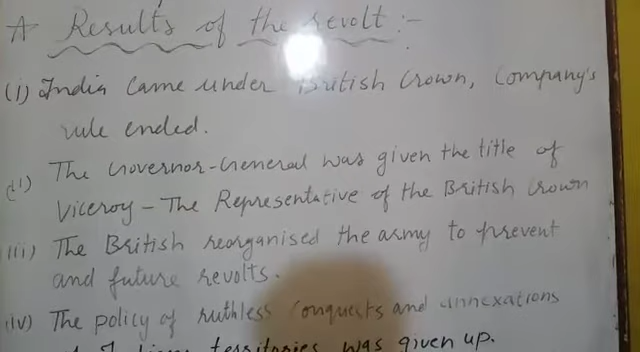 A Results of the revolt :-
(i) India came under British Crown, Company's
rule ended.
(ii) The Governor-General was given the title of
Viceroy - The Representative of the British Crown
(iii) The British reorganised the army to prevent
and future revolts.
(iv) The policy of ruthless Conquests and annexations
territories was given up.